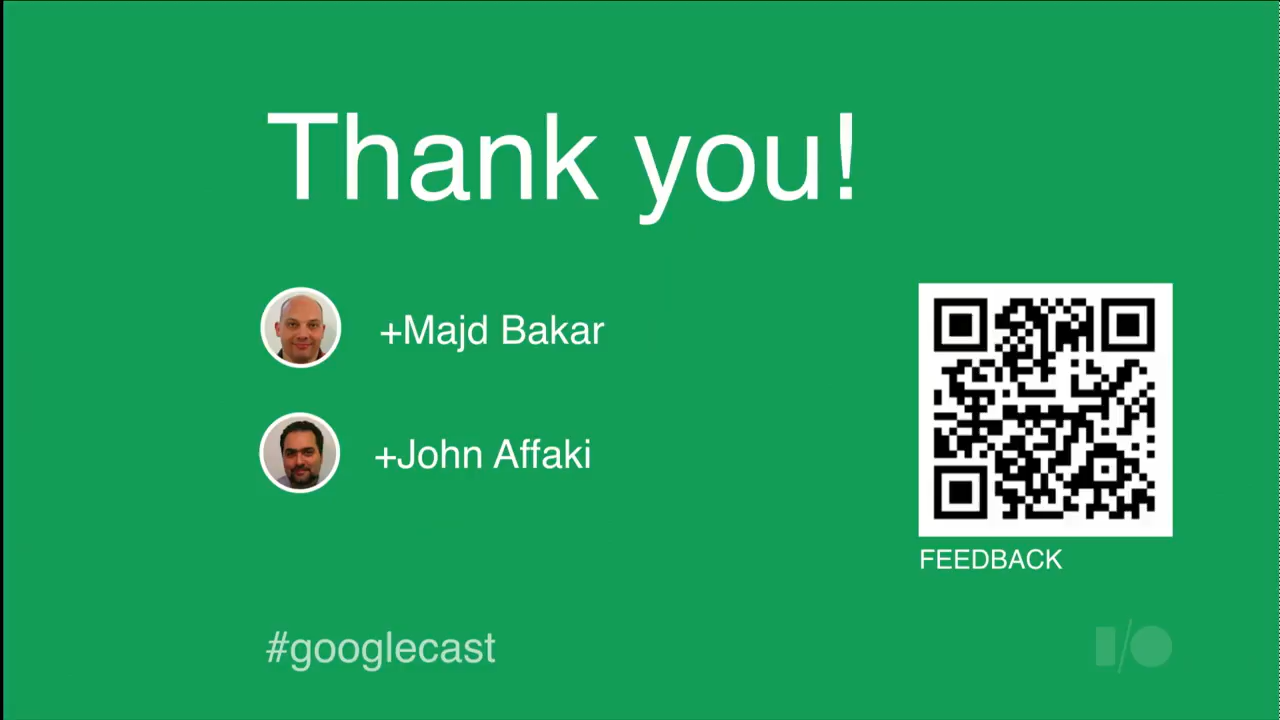 Thank you!
+Majd Bakar
+John Affaki
FEEDBACK
#googlecast
I/O